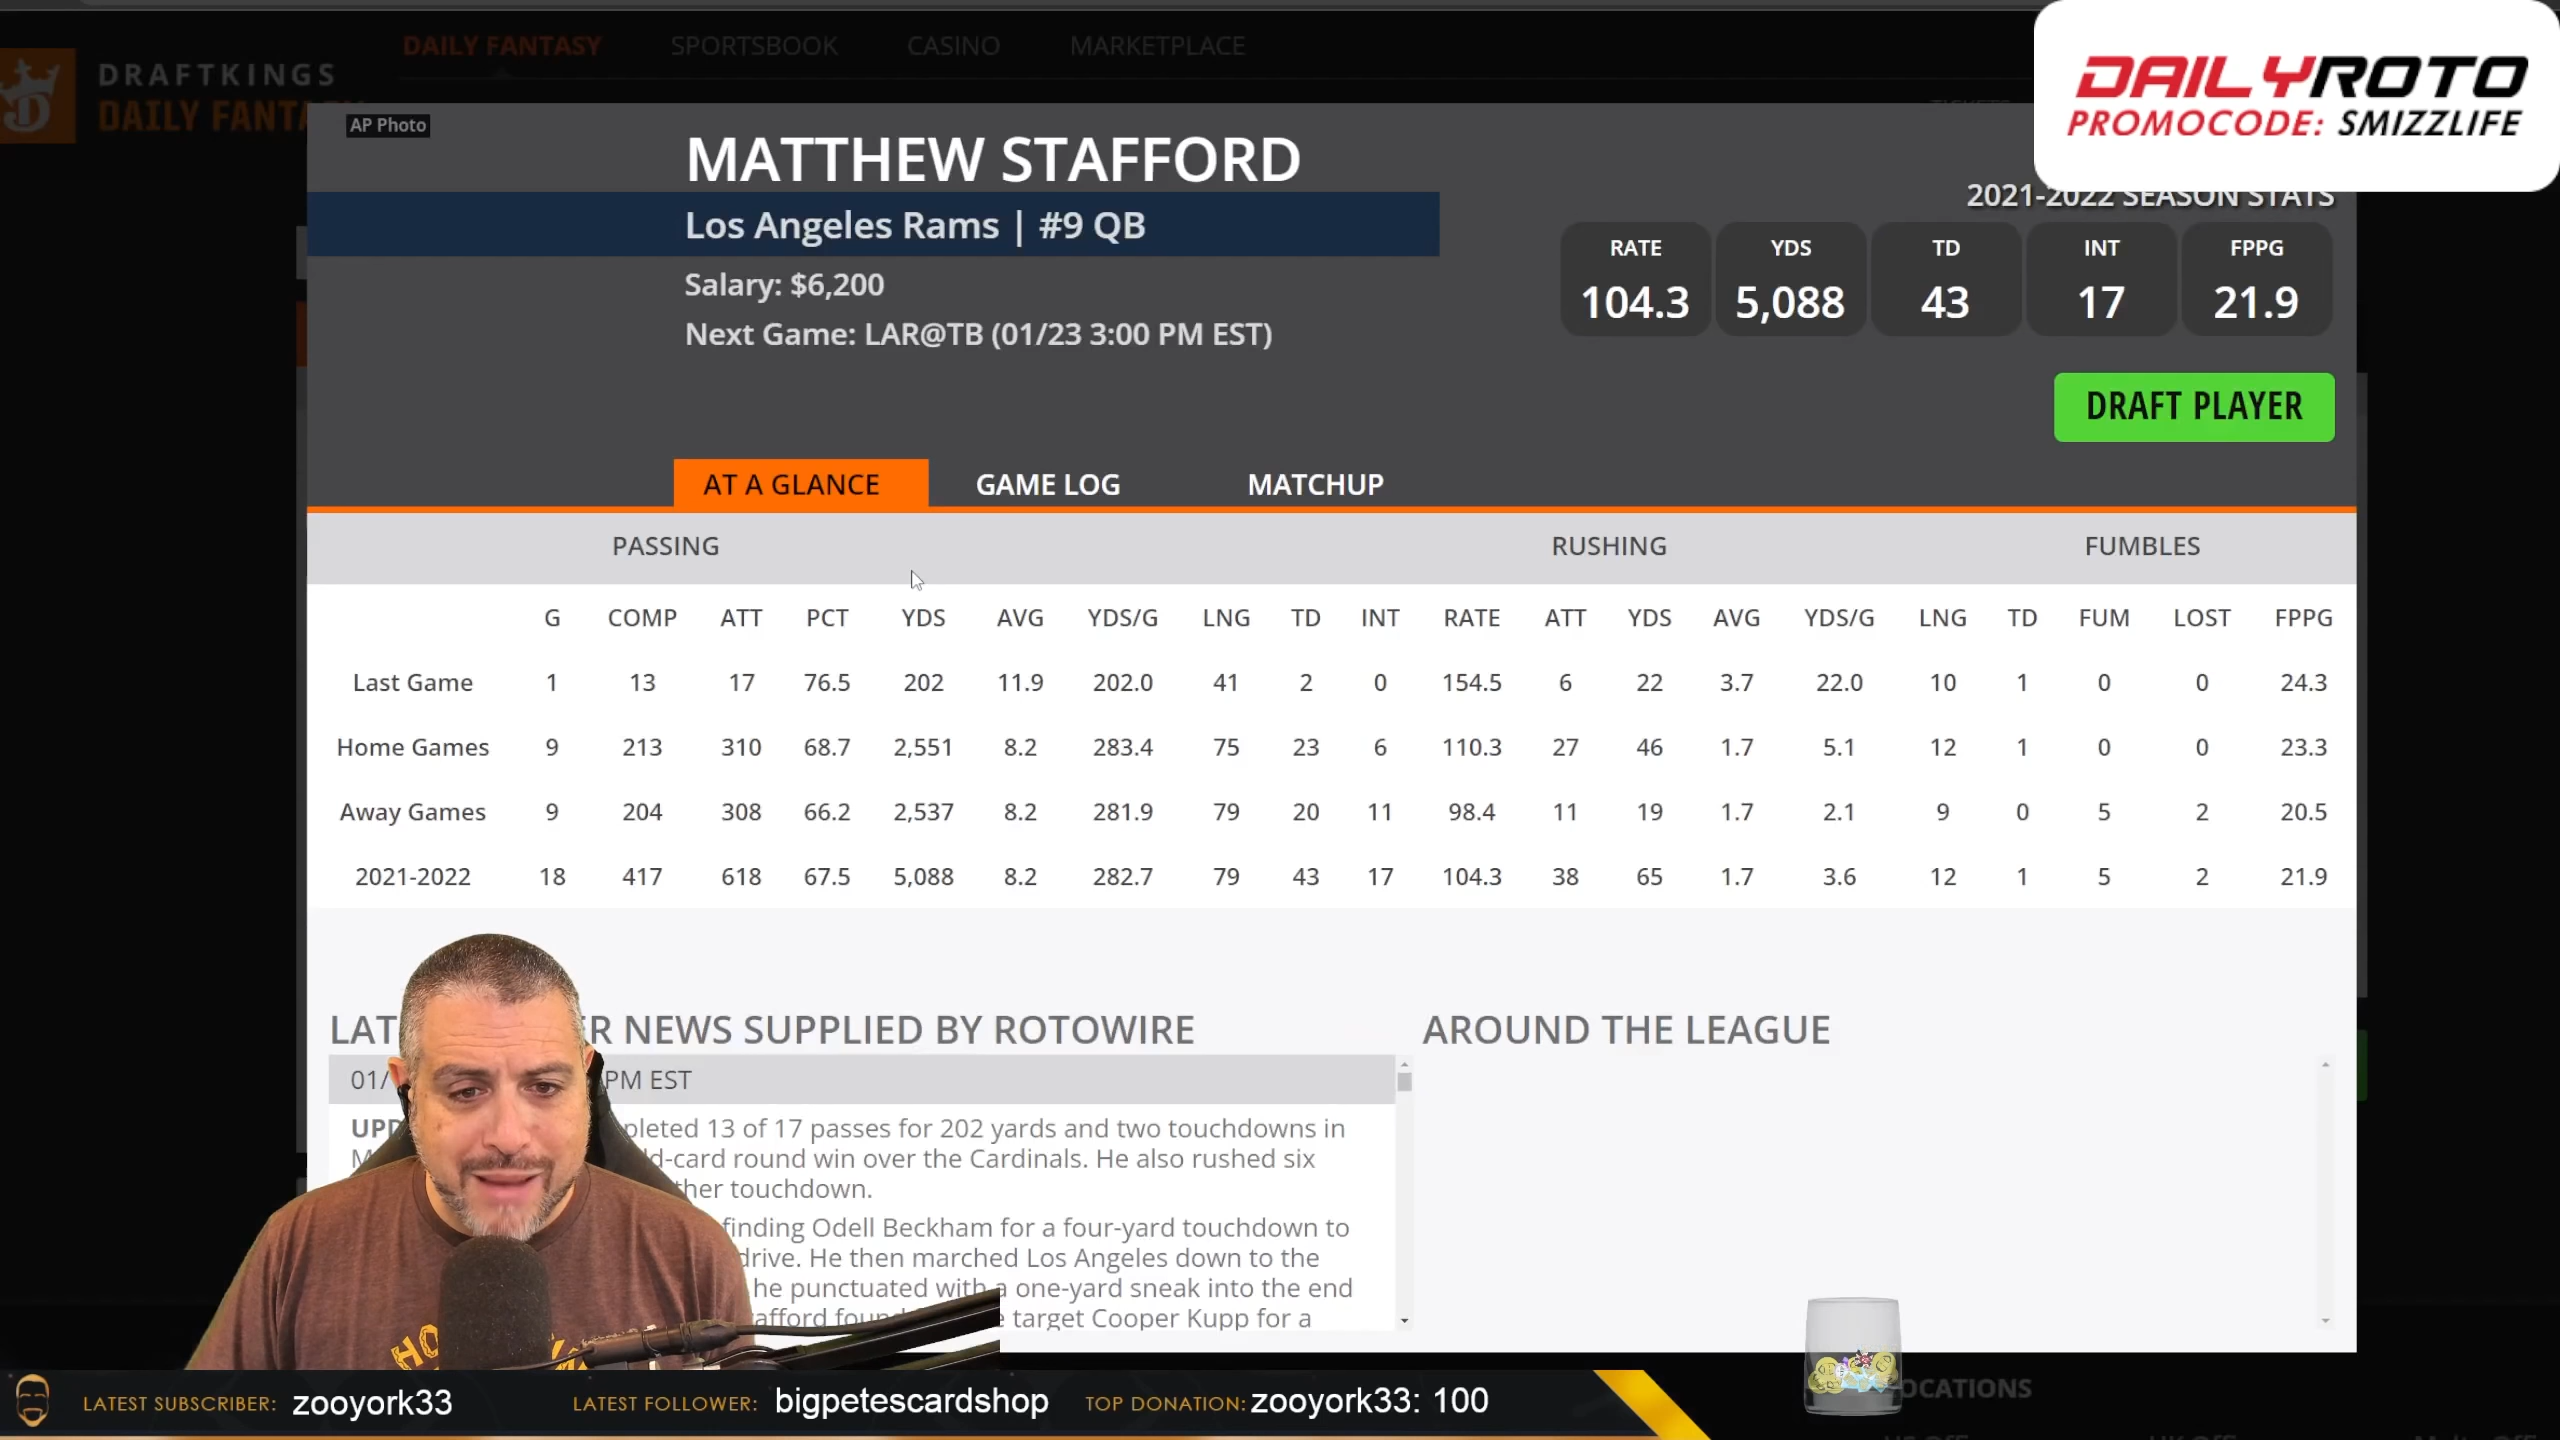 DRAFTKINGS
DAILY FANTASY SPORTSBOOK CASINO MARKETPLACE
DAILY
DAILYROTO
PROMOCODE: SMIZZLIFE
AP Photo
MATTHEW STAFFORD
Los Angeles Rams | #9 QB
Salary: $6,200
Next Game: LAR@TB (01/23 3:00 PM EST)
2021-2022 SEASON STATS
RATE YDS TD INT FPPG
104.3 5,088 43 17 21.9
DRAFT PLAYER
AT A GLANCE GAME LOG MATCHUP
PASSING RUSHING FUMBLES
G COMP ATT PCT YDS AVG YDS/G LNG TD INT RATE ATT YDS AVG YDS/G LNG TD FUM LOST FPPG
Last Game 1 13 17 76.5 202 11.9 202.0 41 2 0 154.5 6 22 3.7 22.0 10 1 0 0 24.3
Home Games 9 213 310 68.7 2,551 8.2 283.4 75 23 6 110.3 27 46 1.7 5.1 12 1 0 0 23.3
Away Games 9 204 308 66.2 2,537 8.2 281.9 79 20 11 98.4 11 19 1.7 2.1 9 0 5 2 20.5
2021-2022 18 417 618 67.5 5,088 8.2 282.7 79 43 17 104.3 38 65 1.7 3.6 12 1 5 2 21.9
NEWS SUPPLIED BY ROTOWIRE
AROUND THE LEAGUE
01/ PM EST
13 of 17 passes for 202 yards and two touchdowns in
round win over the Cardinals. He also rushed six
touchdown.
finding Odell Beckham for a four-yard touchdown to
drive. He then marched Los Angeles down to the
he punctuated with a one-yard sneak into the end
target Cooper Kupp for a
LATEST SUBSCRIBER: zooyork33 LATEST FOLLOWER: bigpetescardshop TOP DONATION: zooyork33: 100